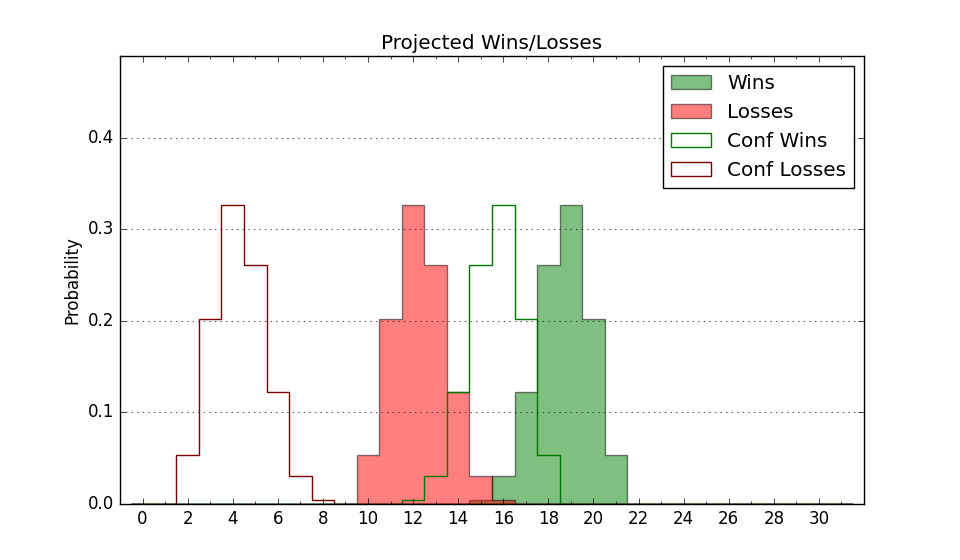 Projected Wins/Losses
Wins
Losses
Conf Wins
Conf Losses
Probability
0.4
0.3
0.2
0.1
0.0
0 2 4 6 8 10 12 14 16 18 20 22 24 26 28 30